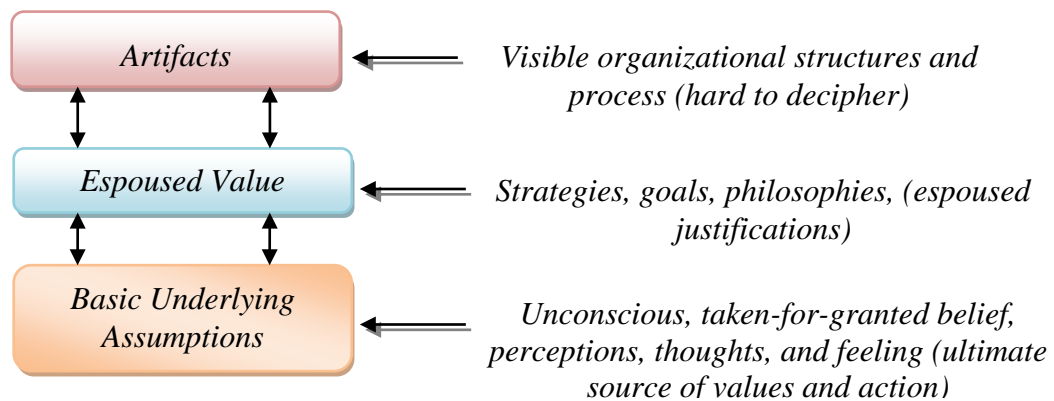 Artifacts
Visible organizational structures and
process (hard to decipher)
Espoused Value
Strategies, goals, philosophies, (espoused
justifications)
Basic Underlying
Assumptions
Unconscious, taken-for-granted belief,
perceptions, thoughts, and feeling (ultimate
source of values and action)